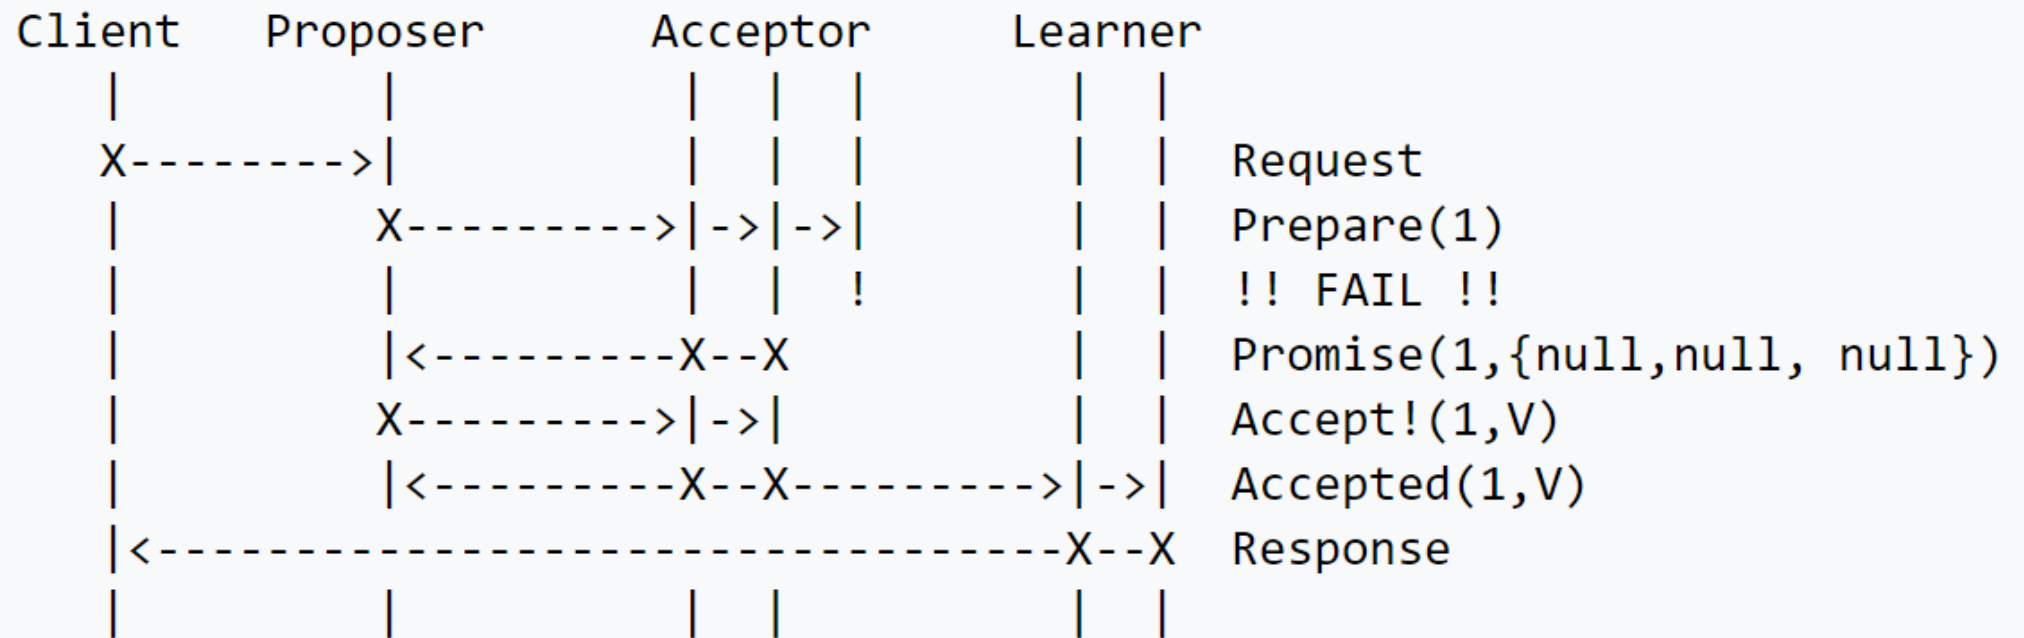 Client   Proposer      Acceptor     Learner
   |         |          |  |  |       |  |
   X-------->|          |  |  |       |  |  Request
   |         X--------->|->|->|       |  |  Prepare(1)
   |         |          |  |  !       |  |  !! FAIL !!
   |         |<---------X--X          |  |  Promise(1,{null,null, null})
   |         X--------->|->|          |  |  Accept!(1,V)
   |         |<---------X--X--------->|->|  Accepted(1,V)
   |<---------------------------------X--X  Response
   |         |          |  |          |  |